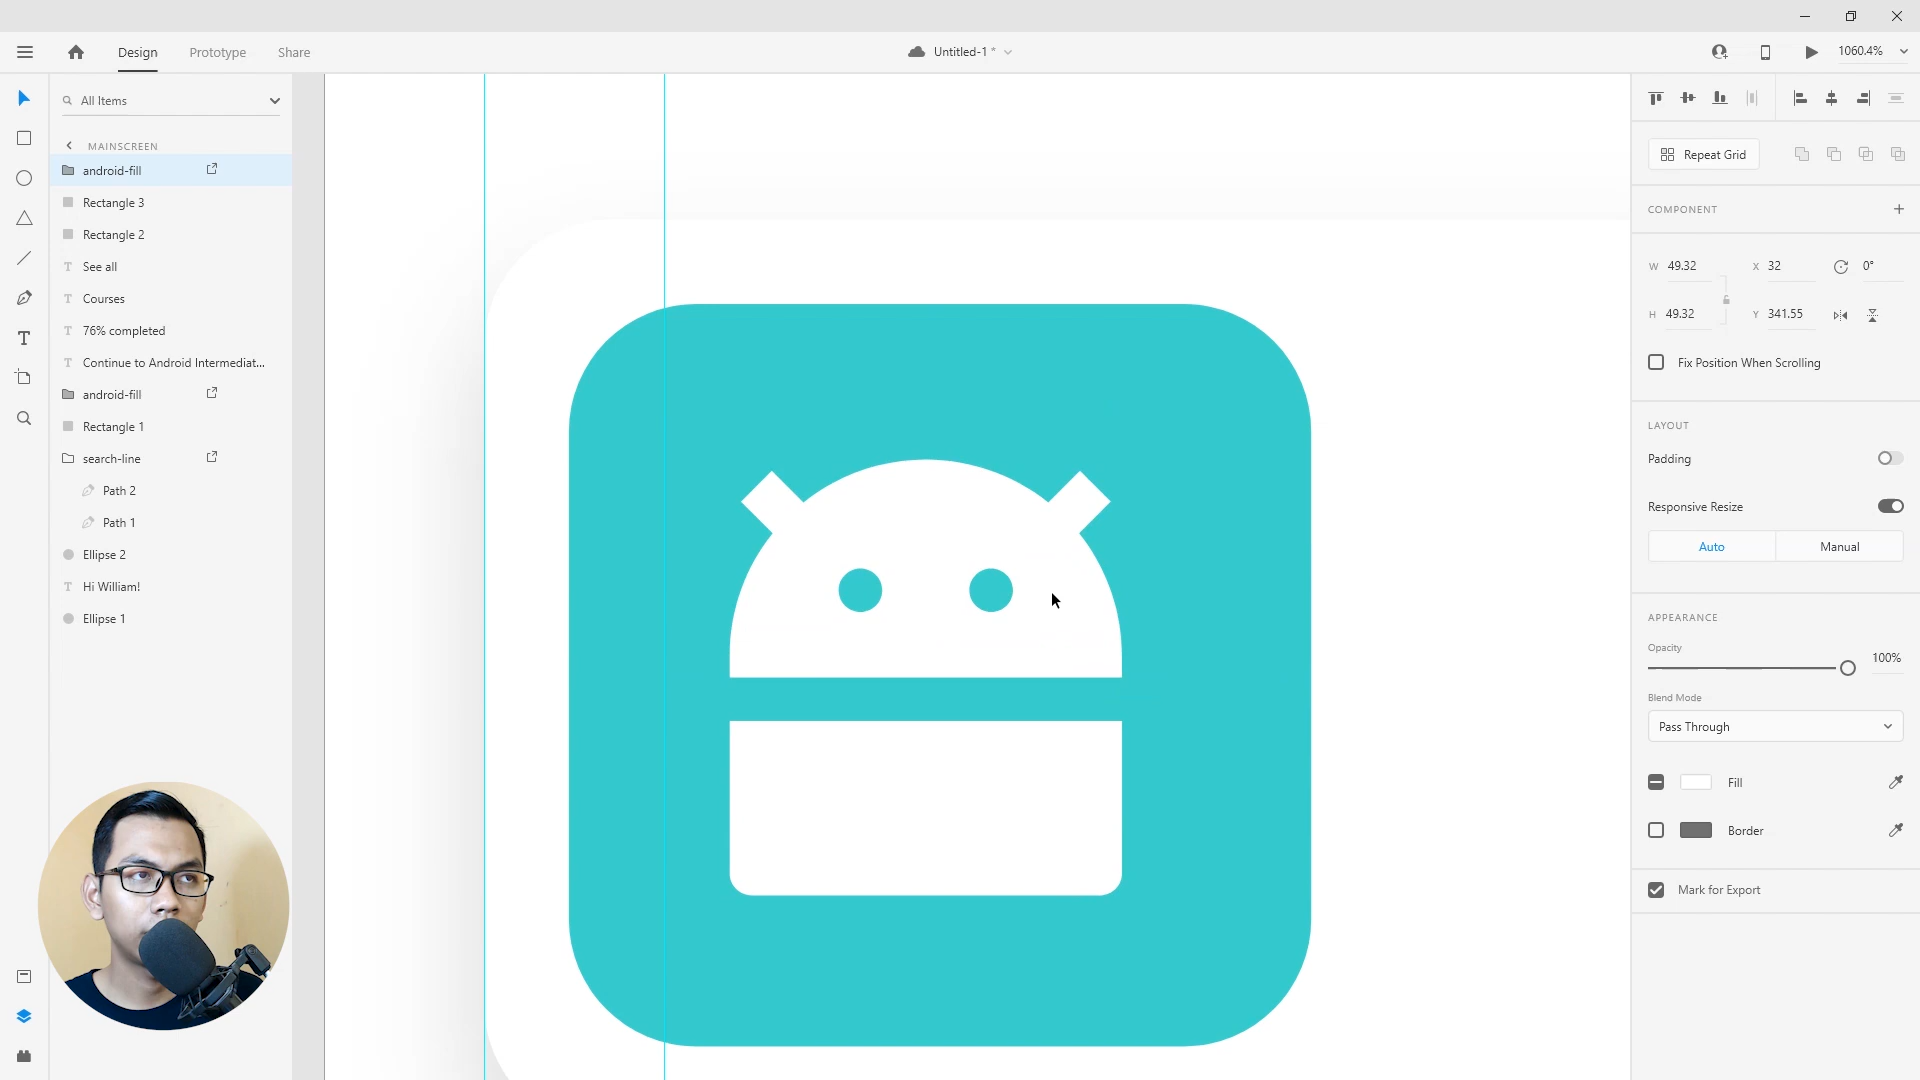 Design
Prototype
Share
Untitled-1 *
1060.4%
All Items
MAINSCREEN
android-fill
Rectangle 3
Rectangle 2
See all
Courses
76% completed
Continue to Android Intermediat...
android-fill
Rectangle 1
search-line
Path 2
Path 1
Ellipse 2
Hi William!
Ellipse 1
Repeat Grid
COMPONENT
W 49.32
X 32
0°
H 49.32
Y 341.55
Fix Position When Scrolling
LAYOUT
Padding
Responsive Resize
Auto
Manual
APPEARANCE
Opacity
100%
Blend Mode
Pass Through
Fill
Border
Mark for Export